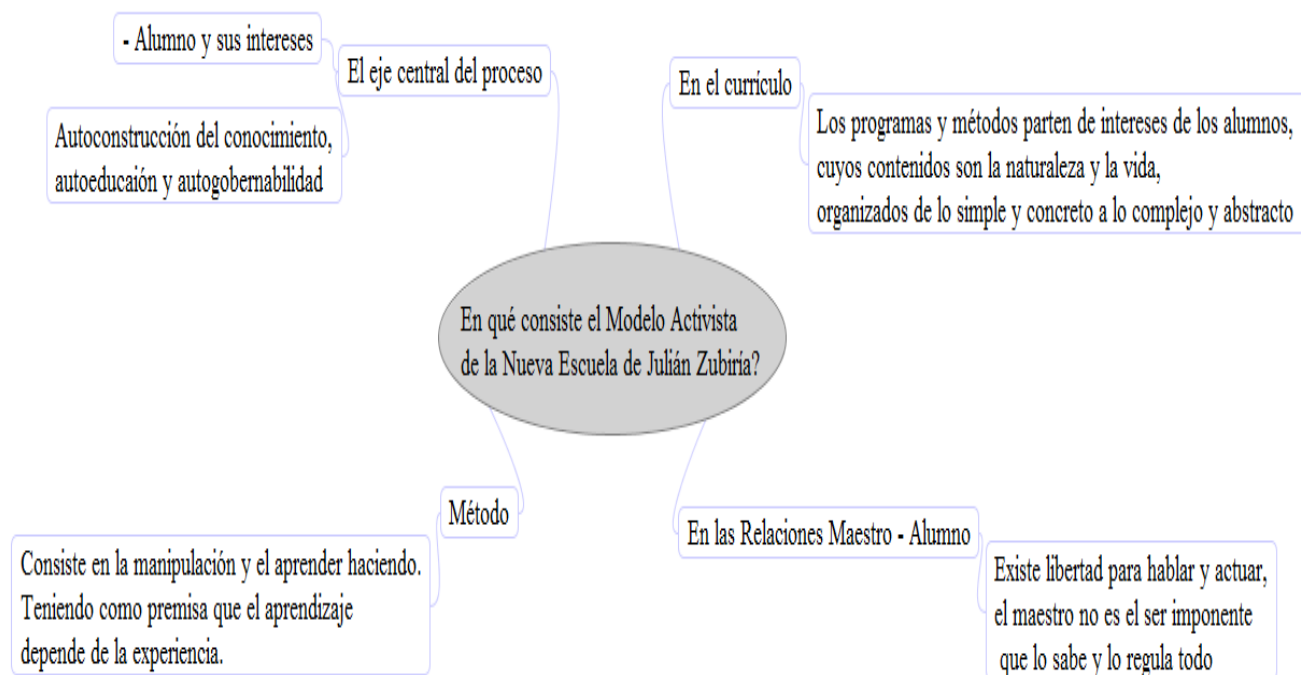 - Alumno y sus intereses
El eje central del proceso
Autoconstrucción del conocimiento,
autoeducaión y autogobernabilidad
En el currículo
Los programas y métodos parten de intereses de los alumnos,
cuyos contenidos son la naturaleza y la vida,
organizados de lo simple y concreto a lo complejo y abstracto
En qué consiste el Modelo Activista
de la Nueva Escuela de Julián Zubiría?
Método
Consiste en la manipulación y el aprender haciendo.
Teniendo como premisa que el aprendizaje
depende de la experiencia.
En las Relaciones Maestro - Alumno
Existe libertad para hablar y actuar,
el maestro no es el ser imponente
que lo sabe y lo regula todo